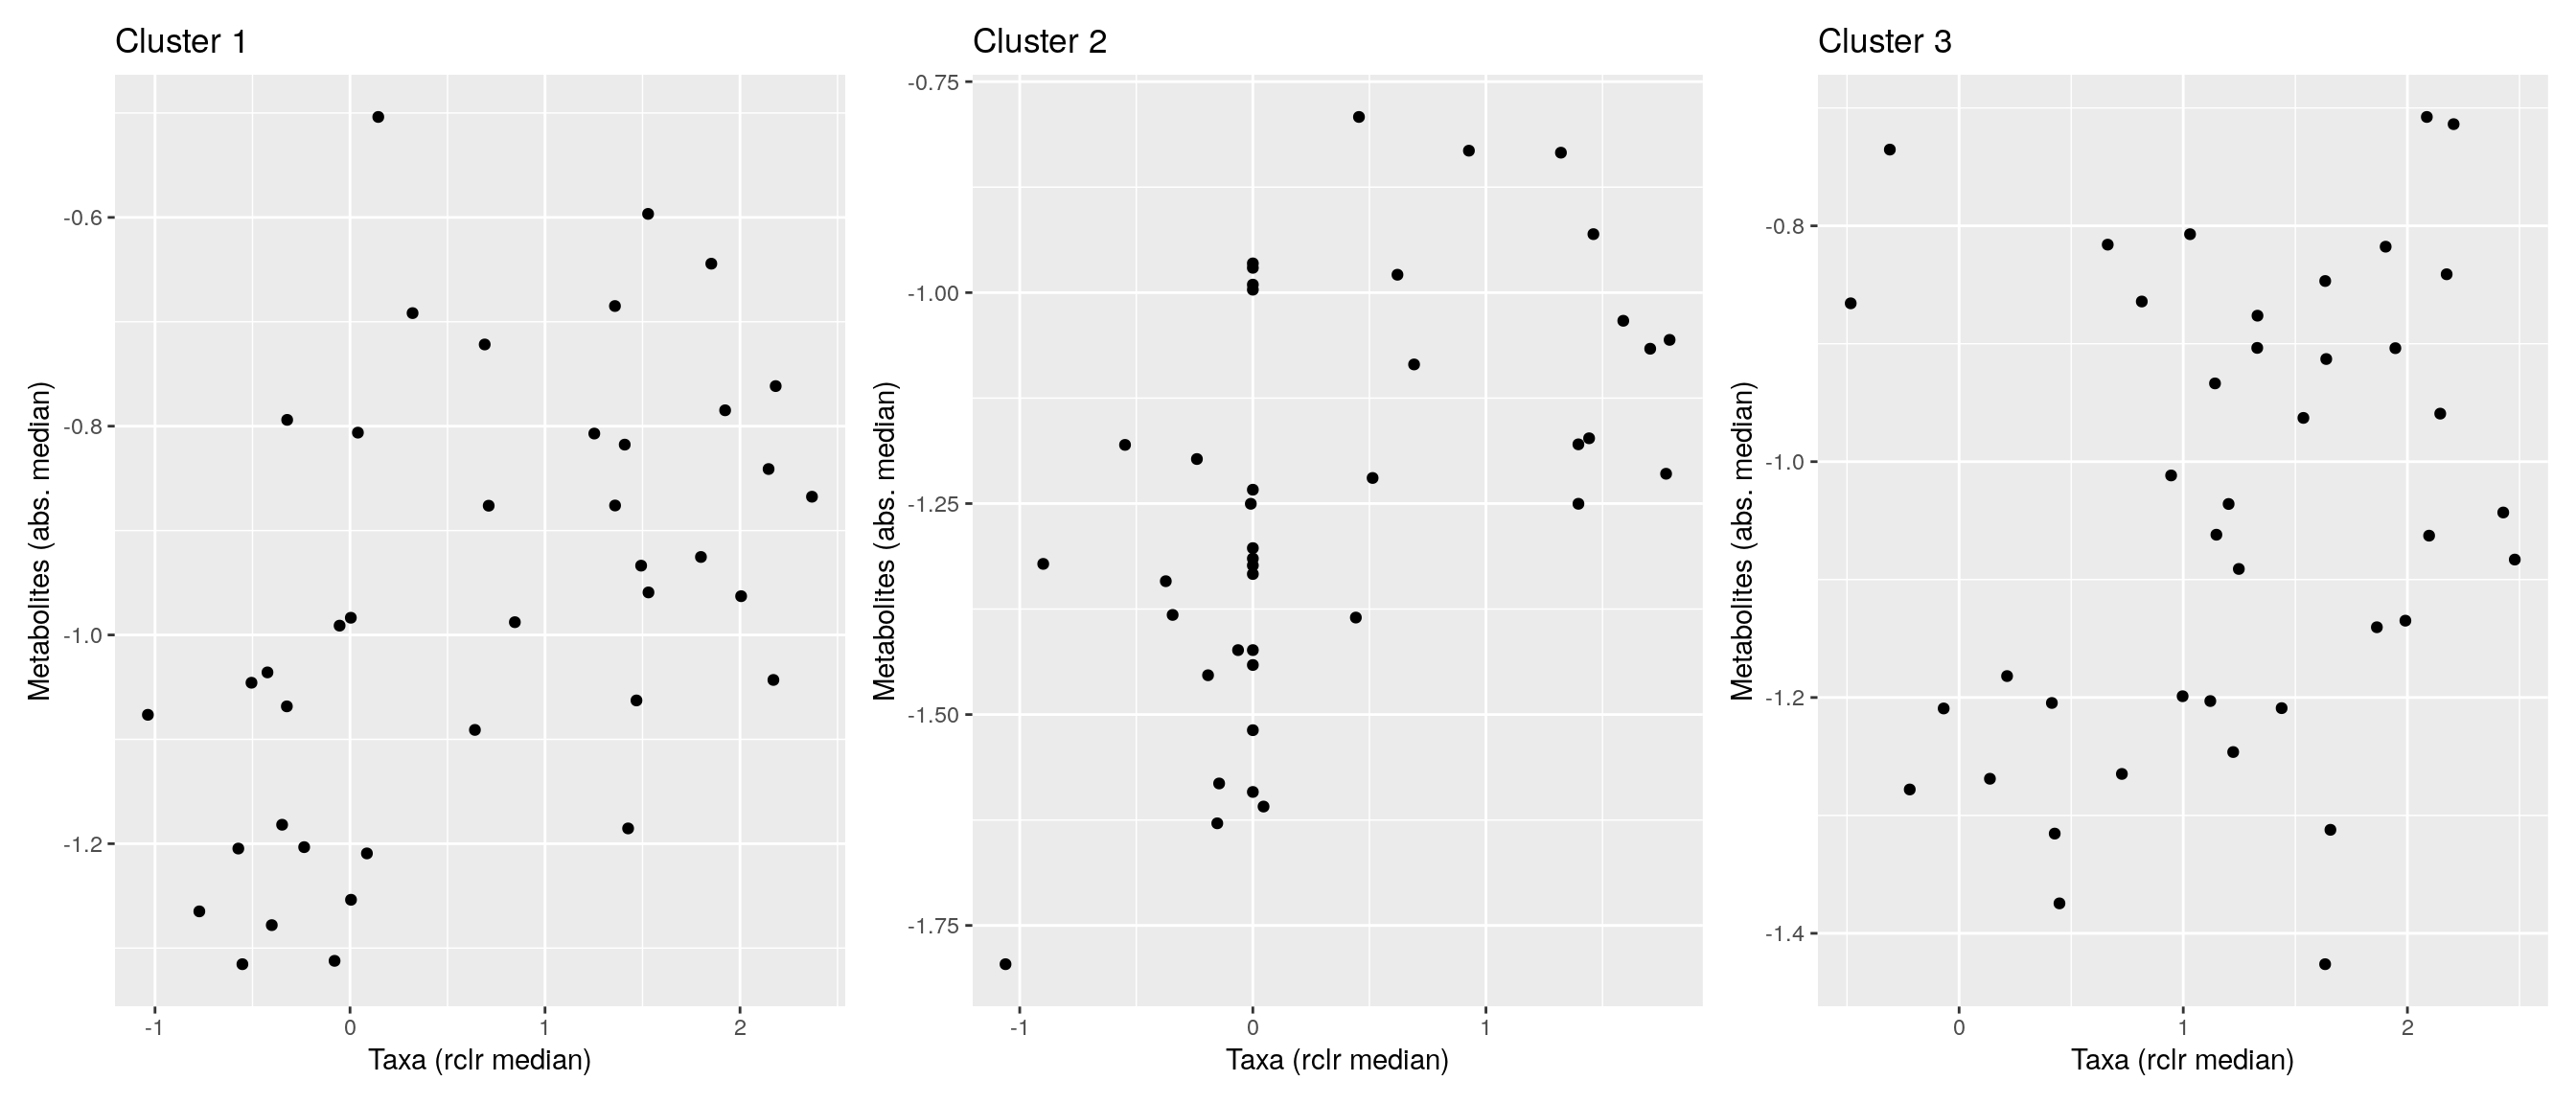 Cluster 1
-0.6
-0.8
-1.0
-1.2
Metabolites (abs. median)
-1
0
1
2
Taxa (rclr median)
Cluster 2
-0.75
-1.00
-1.25
-1.50
-1.75
Metabolites (abs. median)
-1
0
1
Taxa (rclr median)
Cluster 3
-0.8
-1.0
-1.2
-1.4
Metabolites (abs. median)
0
1
2
Taxa (rclr median)